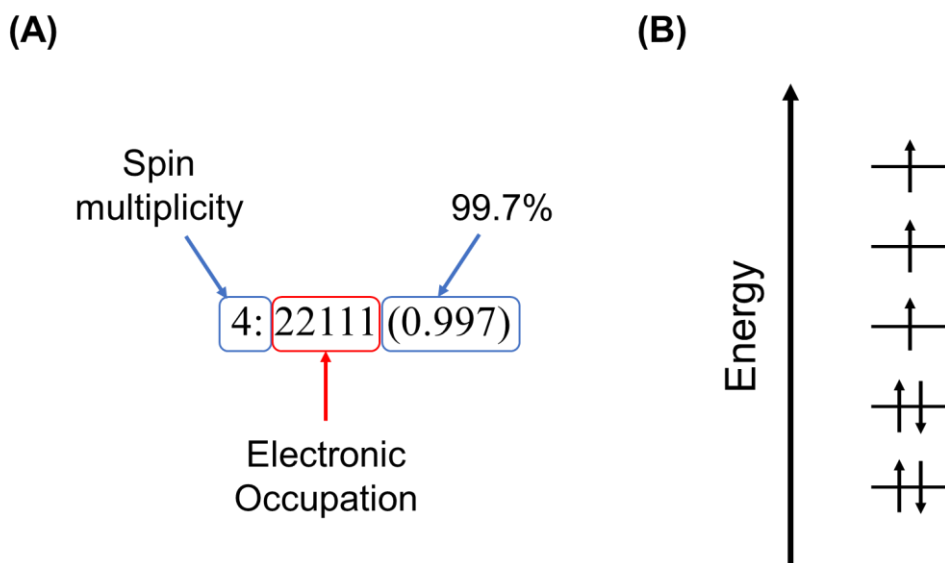 (A)
(B)
Spin
multiplicity
99.7%
4: 22111 (0.997)
Electronic
Occupation
Energy